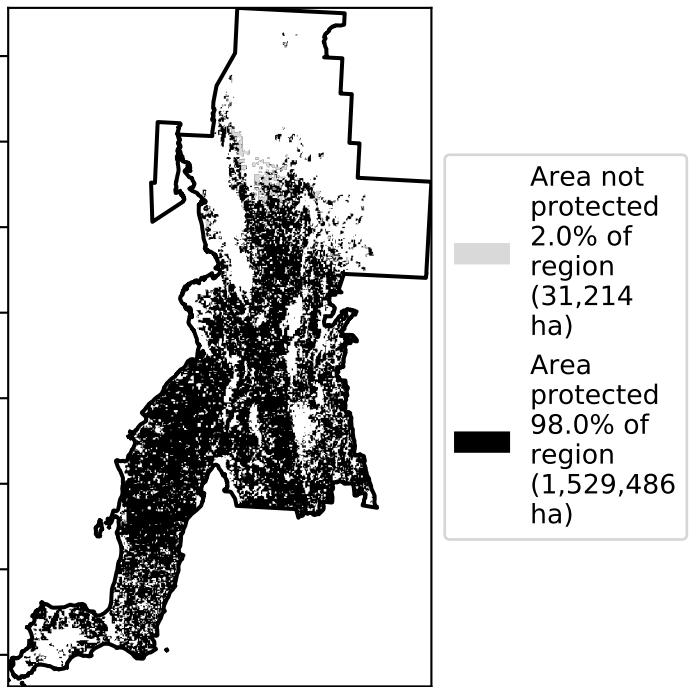 Area not
protected
2.0% of
region
(31,214
ha)
Area
protected
98.0% of
region
(1,529,486
ha)